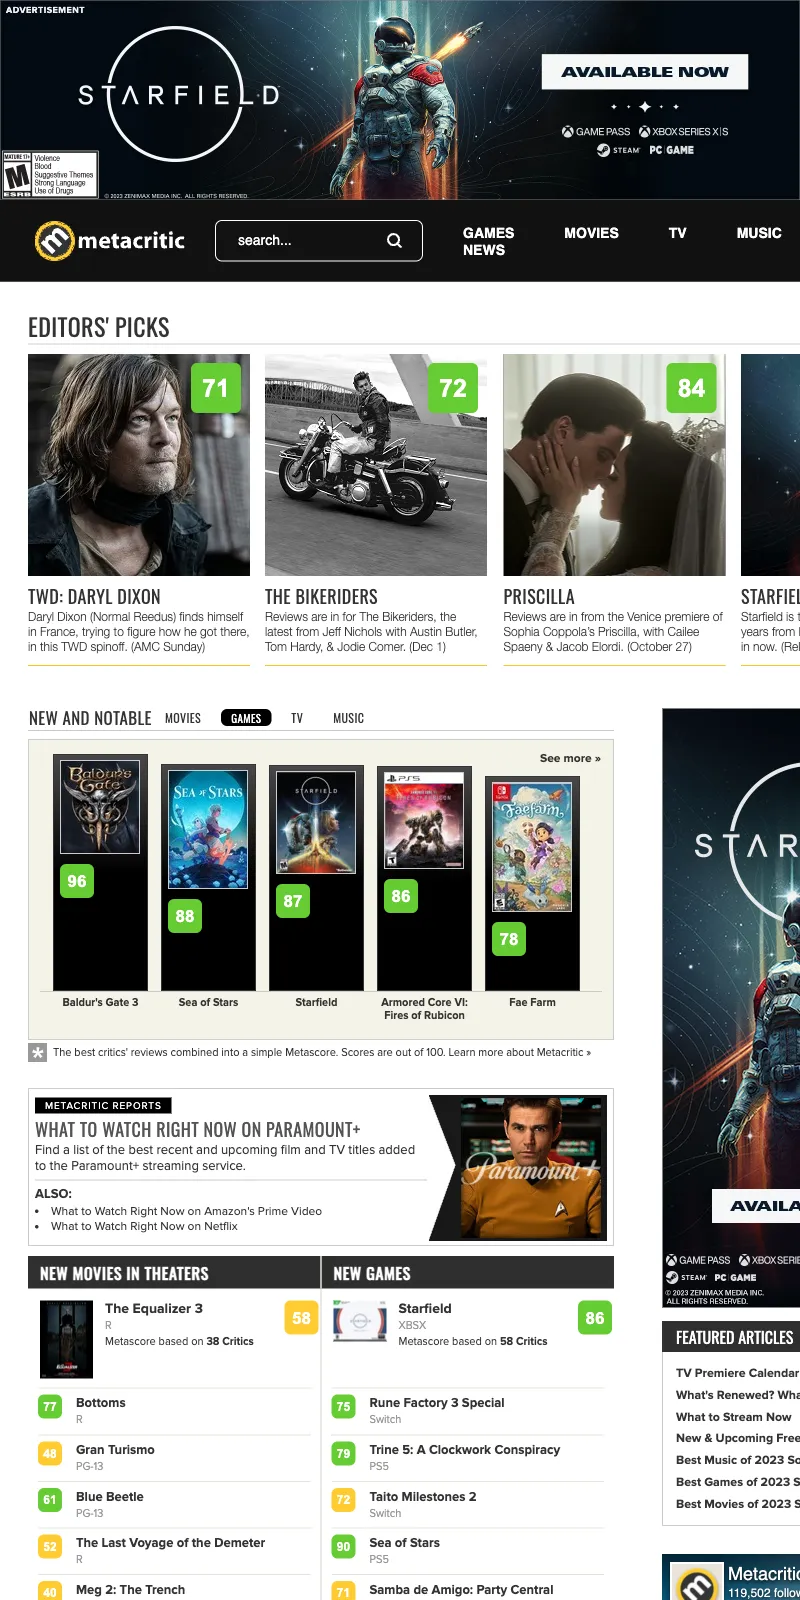 ADVERTISEMENT
STARFIELD
AVAILABLE NOW
GAME PASS XBOX SERIES X|S
STEAM PC GAME
MATURE 17+
M
ESRB
Violence
Blood
Suggestive Themes
Strong Language
Use of Drugs
© 2023 ZENIMAX MEDIA INC. ALL RIGHTS RESERVED.
metacritic
search...
GAMES MOVIES TV MUSIC
NEWS
EDITORS' PICKS
71
72
84
TWD: DARYL DIXON
Daryl Dixon (Normal Reedus) finds himself
in France, trying to figure how he got there,
in this TWD spinoff. (AMC Sunday)
THE BIKERIDERS
Reviews are in for The Bikeriders, the
latest from Jeff Nichols with Austin Butler,
Tom Hardy, & Jodie Comer. (Dec 1)
PRISCILLA
Reviews are in from the Venice premiere of
Sophia Coppola's Priscilla, with Cailee
Spaeny & Jacob Elordi. (October 27)
STARFIEL
Starfield is t
years from
in now. (Rel
NEW AND NOTABLE MOVIES GAMES TV MUSIC
See more »
Baldur's Gate
96
Baldur's Gate 3
SEA of STARS
88
Sea of Stars
STARFIELD
87
Starfield
PS5
86
Armored Core VI:
Fires of Rubicon
Faefarm
78
Fae Farm
* The best critics' reviews combined into a simple Metascore. Scores are out of 100. Learn more about Metacritic »
METACRITIC REPORTS
WHAT TO WATCH RIGHT NOW ON PARAMOUNT+
Find a list of the best recent and upcoming film and TV titles added
to the Paramount+ streaming service.
ALSO:
• What to Watch Right Now on Amazon's Prime Video
• What to Watch Right Now on Netflix
Paramount+
NEW MOVIES IN THEATERS
The Equalizer 3
R
Metascore based on 38 Critics
58
77 Bottoms
R
48 Gran Turismo
PG-13
61 Blue Beetle
PG-13
52 The Last Voyage of the Demeter
R
40 Meg 2: The Trench
NEW GAMES
Starfield
XBSX
Metascore based on 58 Critics
86
75 Rune Factory 3 Special
Switch
79 Trine 5: A Clockwork Conspiracy
PS5
72 Taito Milestones 2
Switch
90 Sea of Stars
PS5
71 Samba de Amigo: Party Central
STAR
AVAILA
GAME PASS XBOX SERIE
STEAM PC GAME
© 2023 ZENIMAX MEDIA INC.
ALL RIGHTS RESERVED.
FEATURED ARTICLES
TV Premiere Calendar
What's Renewed? Wha
What to Stream Now
New & Upcoming Free
Best Music of 2023 So
Best Games of 2023 S
Best Movies of 2023 S
Metacritic
119,502 follow